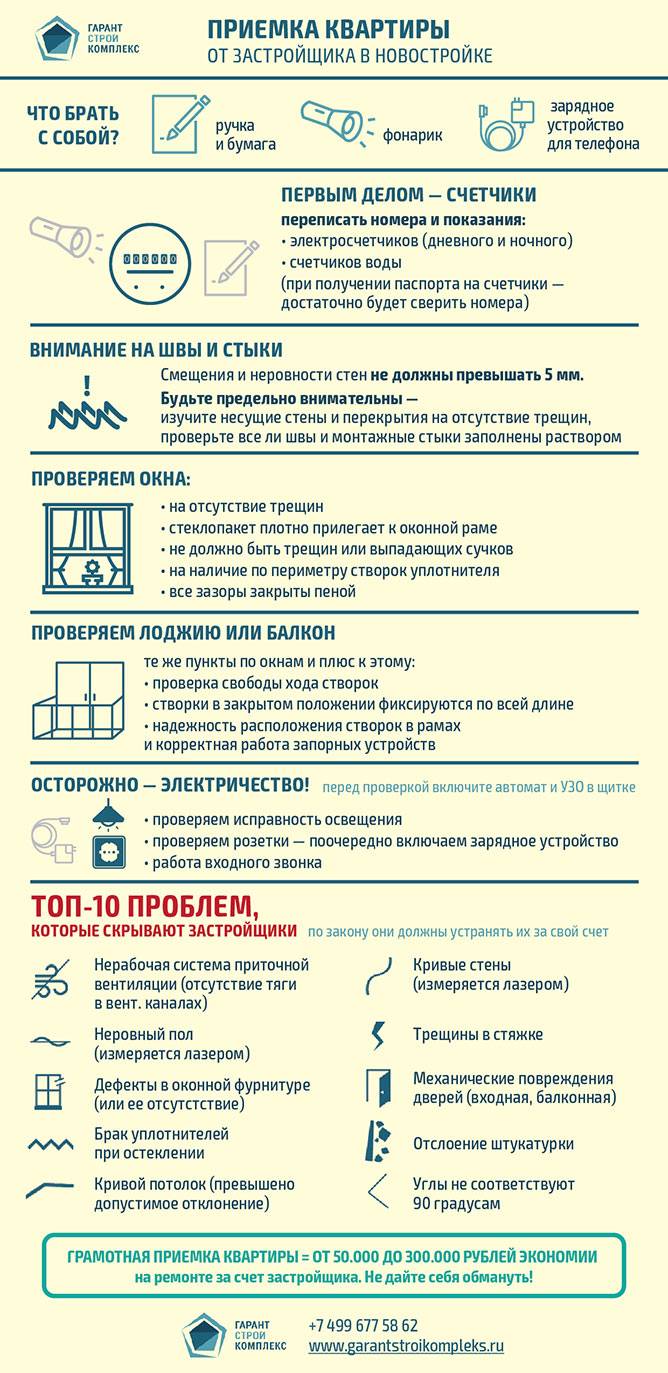 ГАРАНТ
СТРОЙ
КОМПЛЕКС
ПРИЕМКА КВАРТИРЫ
ОТ ЗАСТРОЙЩИКА В НОВОСТРОЙКЕ
ЧТО БРАТЬ
С СОБОЙ?
ручка
и бумага
фонарик
зарядное
устройство
для телефона
ПЕРВЫМ ДЕЛОМ — СЧЕТЧИКИ
переписать номера и показания:
• электросчетчиков (дневного и ночного)
• счетчиков воды
(при получении паспорта на счетчики —
достаточно будет сверить номера)
000000
ВНИМАНИЕ НА ШВЫ И СТЫКИ
!
Смещения и неровности стен не должны превышать 5 мм.
Будьте предельно внимательны —
изучите несущие стены и перекрытия на отсутствие трещин,
проверьте все ли швы и монтажные стыки заполнены раствором
ПРОВЕРЯЕМ ОКНА:
• на отсутствие трещин
• стеклопакет плотно прилегает к оконной раме
• не должно быть трещин или выпадающих сучков
• на наличие по периметру створок уплотнителя
• все зазоры закрыты пеной
ПРОВЕРЯЕМ ЛОДЖИЮ ИЛИ БАЛКОН
те же пункты по окнам и плюс к этому:
• проверка свободы хода створок
• створки в закрытом положении фиксируются по всей длине
• надежность расположения створок в рамах
и корректная работа запорных устройств
ОСТОРОЖНО — ЭЛЕКТРИЧЕСТВО! перед проверкой включите автомат и УЗО в щитке
• проверяем исправность освещения
• проверяем розетки — поочередно включаем зарядное устройство
• работа входного звонка
ТОП-10 ПРОБЛЕМ,
КОТОРЫЕ СКРЫВАЮТ ЗАСТРОЙЩИКИ по закону они должны устранять их за свой счет
Нерабочая система приточной
вентиляции (отсутствие тяги
в вент. каналах)
Неровный пол
(измеряется лазером)
Дефекты в оконной фурнитуре
(или ее отсутстствие)
Брак уплотнителей
при остеклении
Кривой потолок (превышено
допустимое отклонение)
Кривые стены
(измеряется лазером)
Трещины в стяжке
Механические повреждения
дверей (входная, балконная)
Отслоение штукатурки
Углы не соответствуют
90 градусам
ГРАМОТНАЯ ПРИЕМКА КВАРТИРЫ = ОТ 50.000 ДО 300.000 РУБЛЕЙ ЭКОНОМИИ
на ремонте за счет застройщика. Не дайте себя обмануть!
ГАРАНТ
СТРОЙ
КОМПЛЕКС
+7 499 677 58 62
www.garantstroikompleks.ru